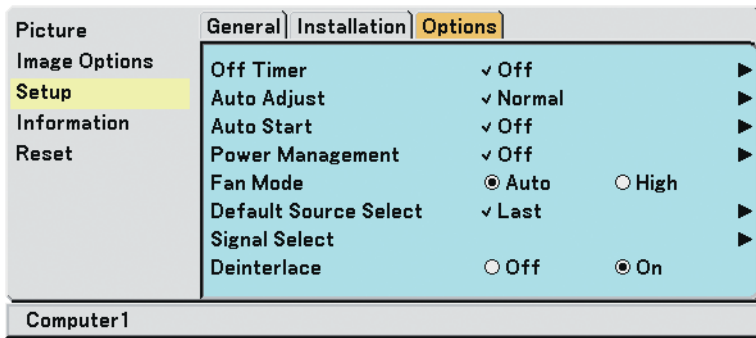 Picture
Image Options
Setup
Information
Reset
General Installation Options
Off Timer ✓ Off
Auto Adjust ✓ Normal
Auto Start ✓ Off
Power Management ✓ Off
Fan Mode Auto High
Default Source Select ✓ Last
Signal Select
Deinterlace Off On
Computer1